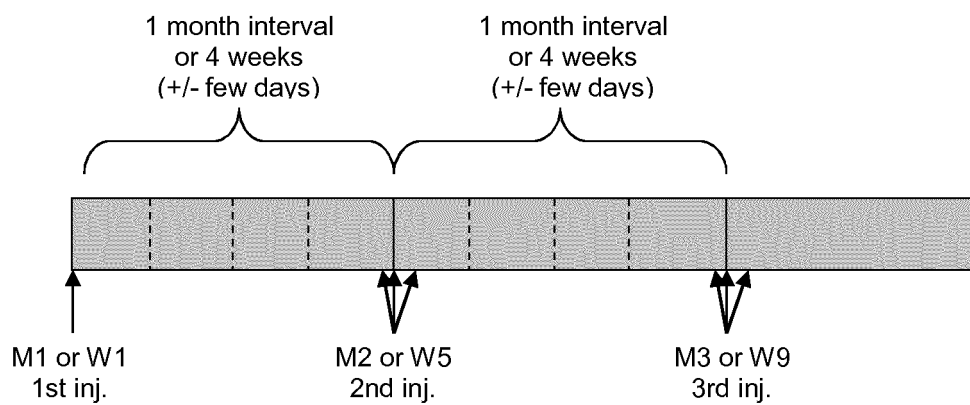 1 month interval
or 4 weeks
(+/- few days)
1 month interval
or 4 weeks
(+/- few days)
M1 or W1
1st inj.
M2 or W5
2nd inj.
M3 or W9
3rd inj.